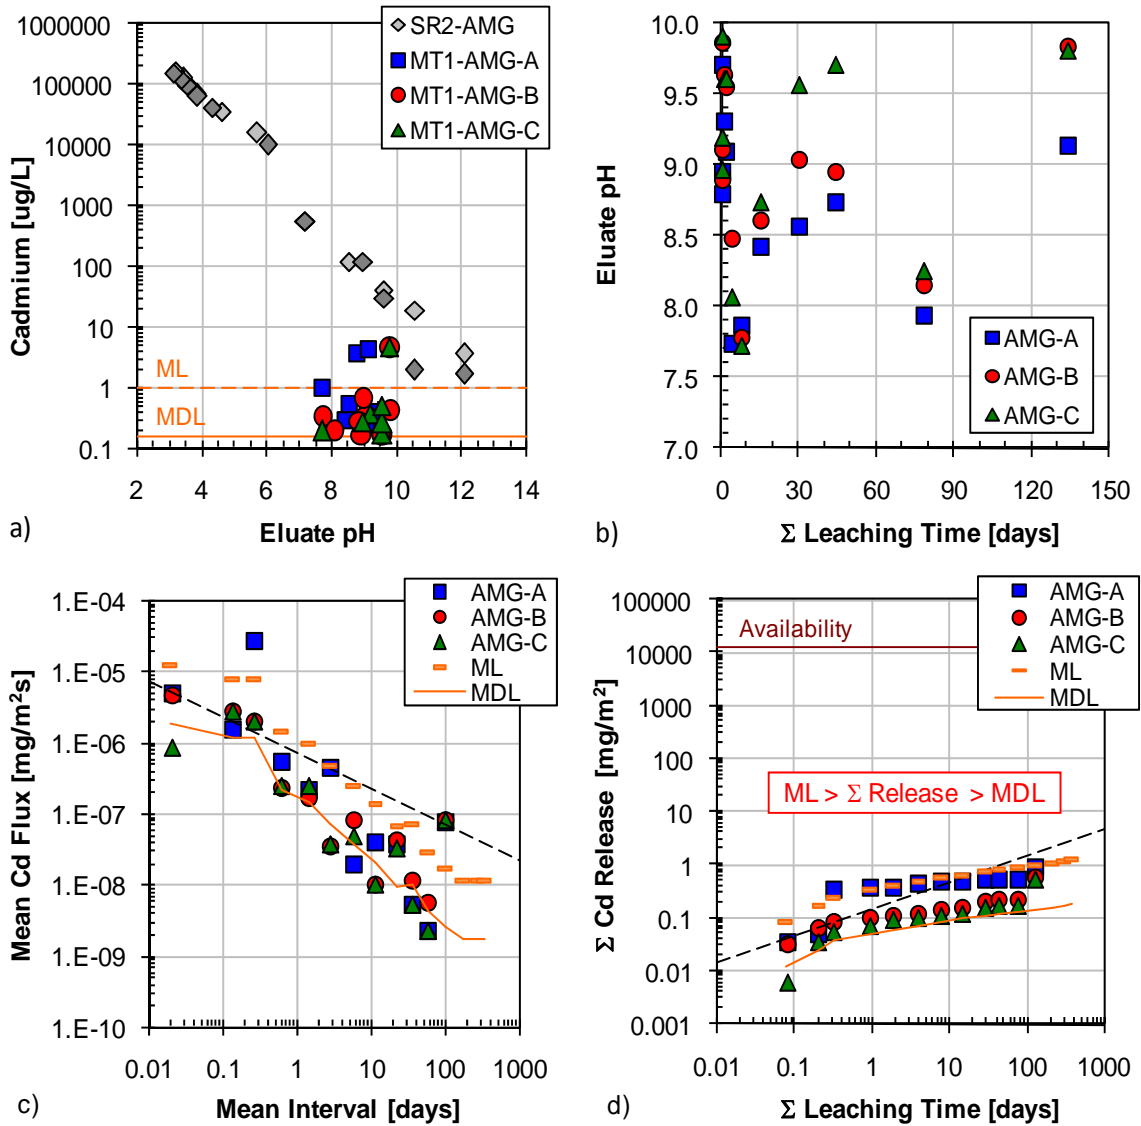 1000000
100000
10000
1000
100
10
1
0.1
Cadmium [ug/L]
SR2-AMG
MT1-AMG-A
MT1-AMG-B
MT1-AMG-C
ML
MDL
2 4 6 8 10 12 14
Eluate pH
a)
10.0
9.5
9.0
8.5
8.0
7.5
7.0
Eluate pH
AMG-A
AMG-B
AMG-C
0 30 60 90 120 150
Σ Leaching Time [days]
b)
AMG-A
AMG-B
AMG-C
ML
MDL
1.E-04
1.E-05
1.E-06
1.E-07
1.E-08
1.E-09
1.E-10
Mean Cd Flux [mg/m²s]
0.01 0.1 1 10 100 1000
Mean Interval [days]
c)
AMG-A
AMG-B
AMG-C
ML
MDL
100000
10000
1000
100
10
1
0.1
0.01
0.001
Σ Cd Release [mg/m²]
Availability
ML > Σ Release > MDL
0.01 0.1 1 10 100 1000
Σ Leaching Time [days]
d)